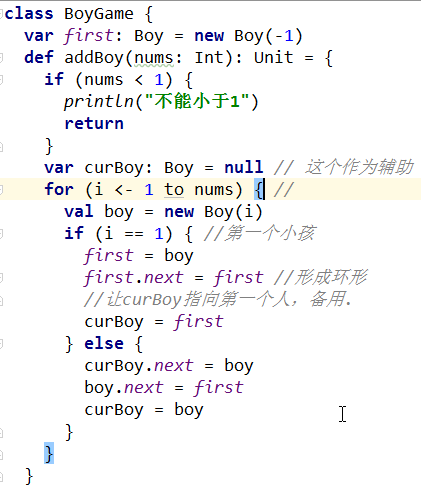 class BoyGame {
var first: Boy = new Boy(-1)
def addBoy(nums: Int): Unit = {
if (nums < 1) {
println("不能小于1")
return
}
var curBoy: Boy = null // 这个作为辅助
for (i <- 1 to nums) { //
val boy = new Boy(i)
if (i == 1) { //第一个小孩
first = boy
first.next = first //形成环形
//让curBoy指向第一个人，备用.
curBoy = first
} else {
curBoy.next = boy
boy.next = first
curBoy = boy
}
}
}